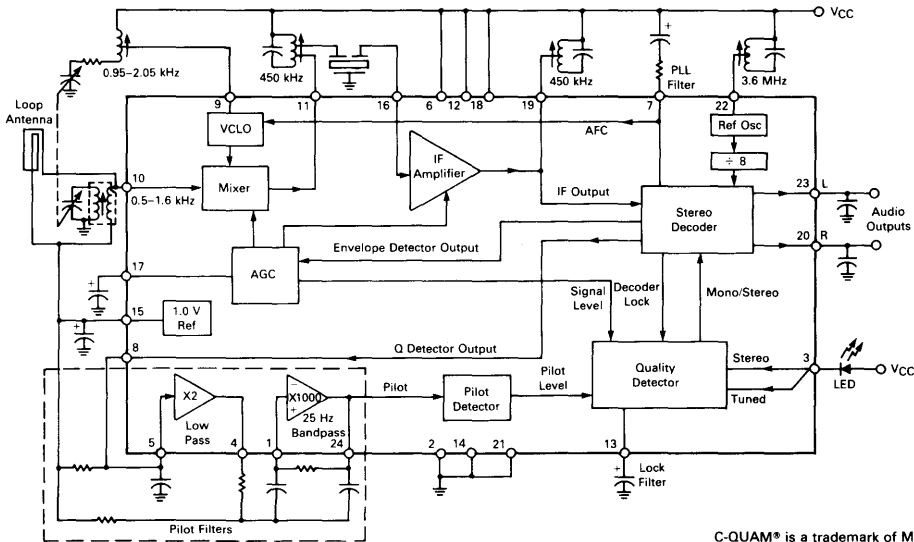 VCC
0.95–2.05 kHz
450 kHz
450 kHz
PLL
Filter
3.6 MHz
Loop
Antenna
9
11
16
6
12
18
19
7
22
VCLO
AFC
Ref Osc
÷ 8
IF
Amplifier
10
0.5–1.6 kHz
Mixer
IF Output
Stereo
Decoder
23
L
Audio
Outputs
20
R
Envelope Detector Output
17
AGC
Signal
Level
Decoder
Lock
Mono/Stereo
15
1.0 V
Ref
8
Q Detector Output
Quality
Detector
Stereo
3
Tuned
LED
VCC
X2
Low
Pass
−
X1000
+
25 Hz
Bandpass
Pilot
Pilot
Detector
Pilot
Level
5
4
1
24
2
14
21
13
Lock
Filter
Pilot Filters
C-QUAM® is a trademark of M